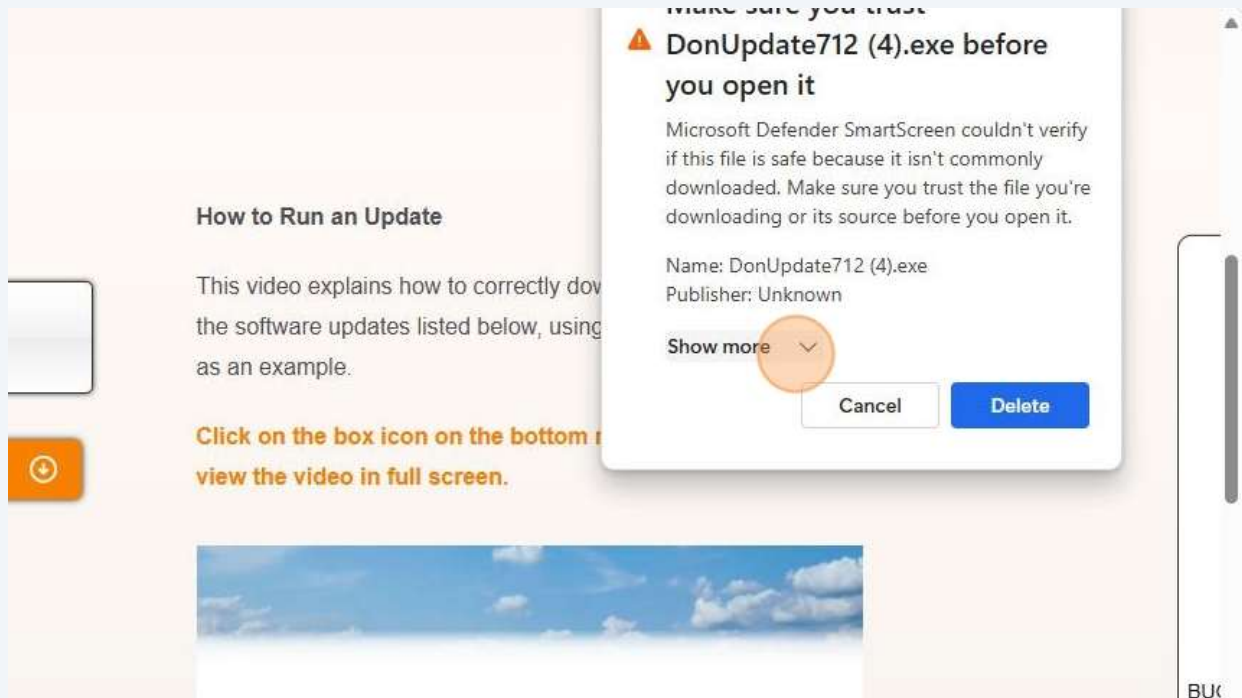 Make sure you trust
DonUpdate712 (4).exe before
you open it
Microsoft Defender SmartScreen couldn't verify
if this file is safe because it isn't commonly
downloaded. Make sure you trust the file you're
downloading or its source before you open it.
Name: DonUpdate712 (4).exe
Publisher: Unknown
Show more
Cancel
Delete
How to Run an Update
This video explains how to correctly
the software updates listed below, using
as an example.
Click on the box icon on the bottom
view the video in full screen.